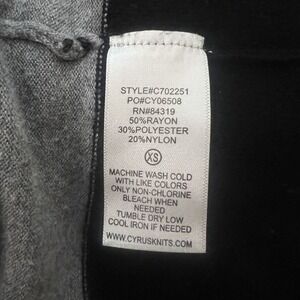 STYLE#C702251
PO#CY06508
RN#84319
50%RAYON
30%POLYESTER
20%NYLON
XS
MACHINE WASH COLD
WITH LIKE COLORS
ONLY NON-CHLORINE
BLEACH WHEN
NEEDED
TUMBLE DRY LOW
COOL IRON IF NEEDED
WWW.CYRUSKNITS.COM